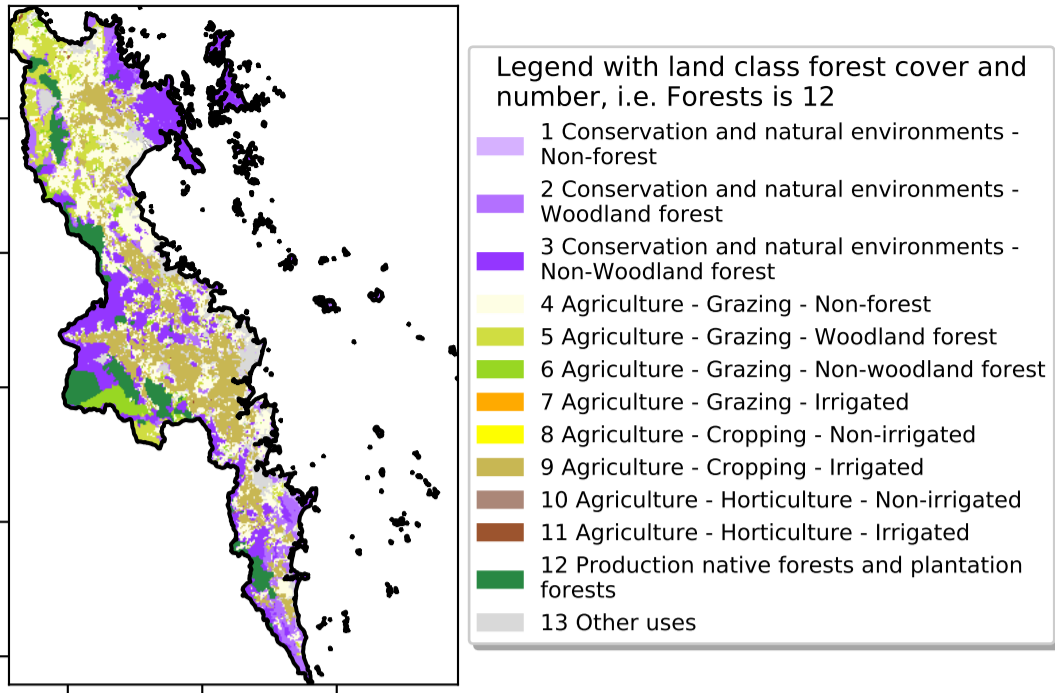 Legend with land class forest cover and
number, i.e. Forests is 12
1 Conservation and natural environments -
Non-forest
2 Conservation and natural environments -
Woodland forest
3 Conservation and natural environments -
Non-Woodland forest
4 Agriculture - Grazing - Non-forest
5 Agriculture - Grazing - Woodland forest
6 Agriculture - Grazing - Non-woodland forest
7 Agriculture - Grazing - Irrigated
8 Agriculture - Cropping - Non-irrigated
9 Agriculture - Cropping - Irrigated
10 Agriculture - Horticulture - Non-irrigated
11 Agriculture - Horticulture - Irrigated
12 Production native forests and plantation
forests
13 Other uses